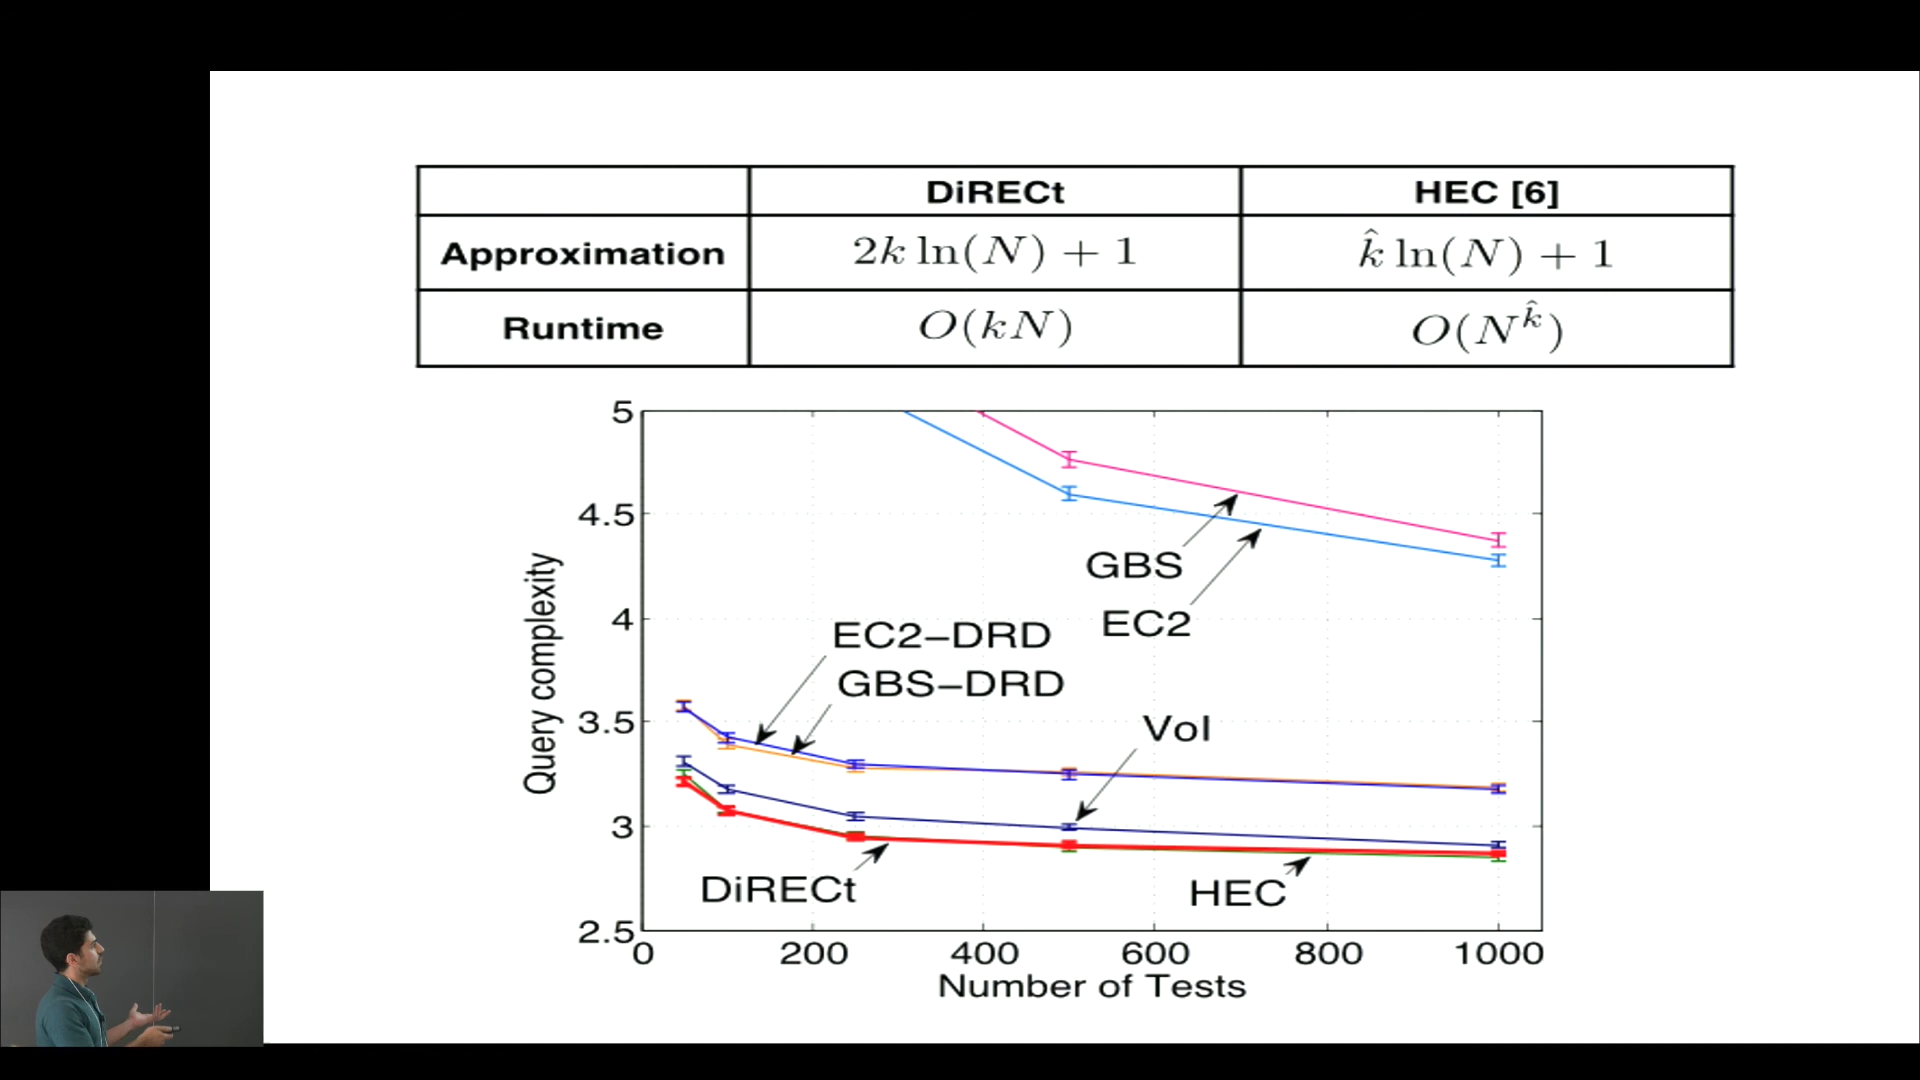 DiRECt HEC [6]
Approximation 2k ln(N) + 1 k̂ ln(N) + 1
Runtime O(kN) O(N^k̂)
5
4.5
4
3.5
3
2.5
Query complexity
GBS
EC2
EC2-DRD
GBS-DRD
VoI
DiRECt
HEC
0 200 400 600 800 1000
Number of Tests